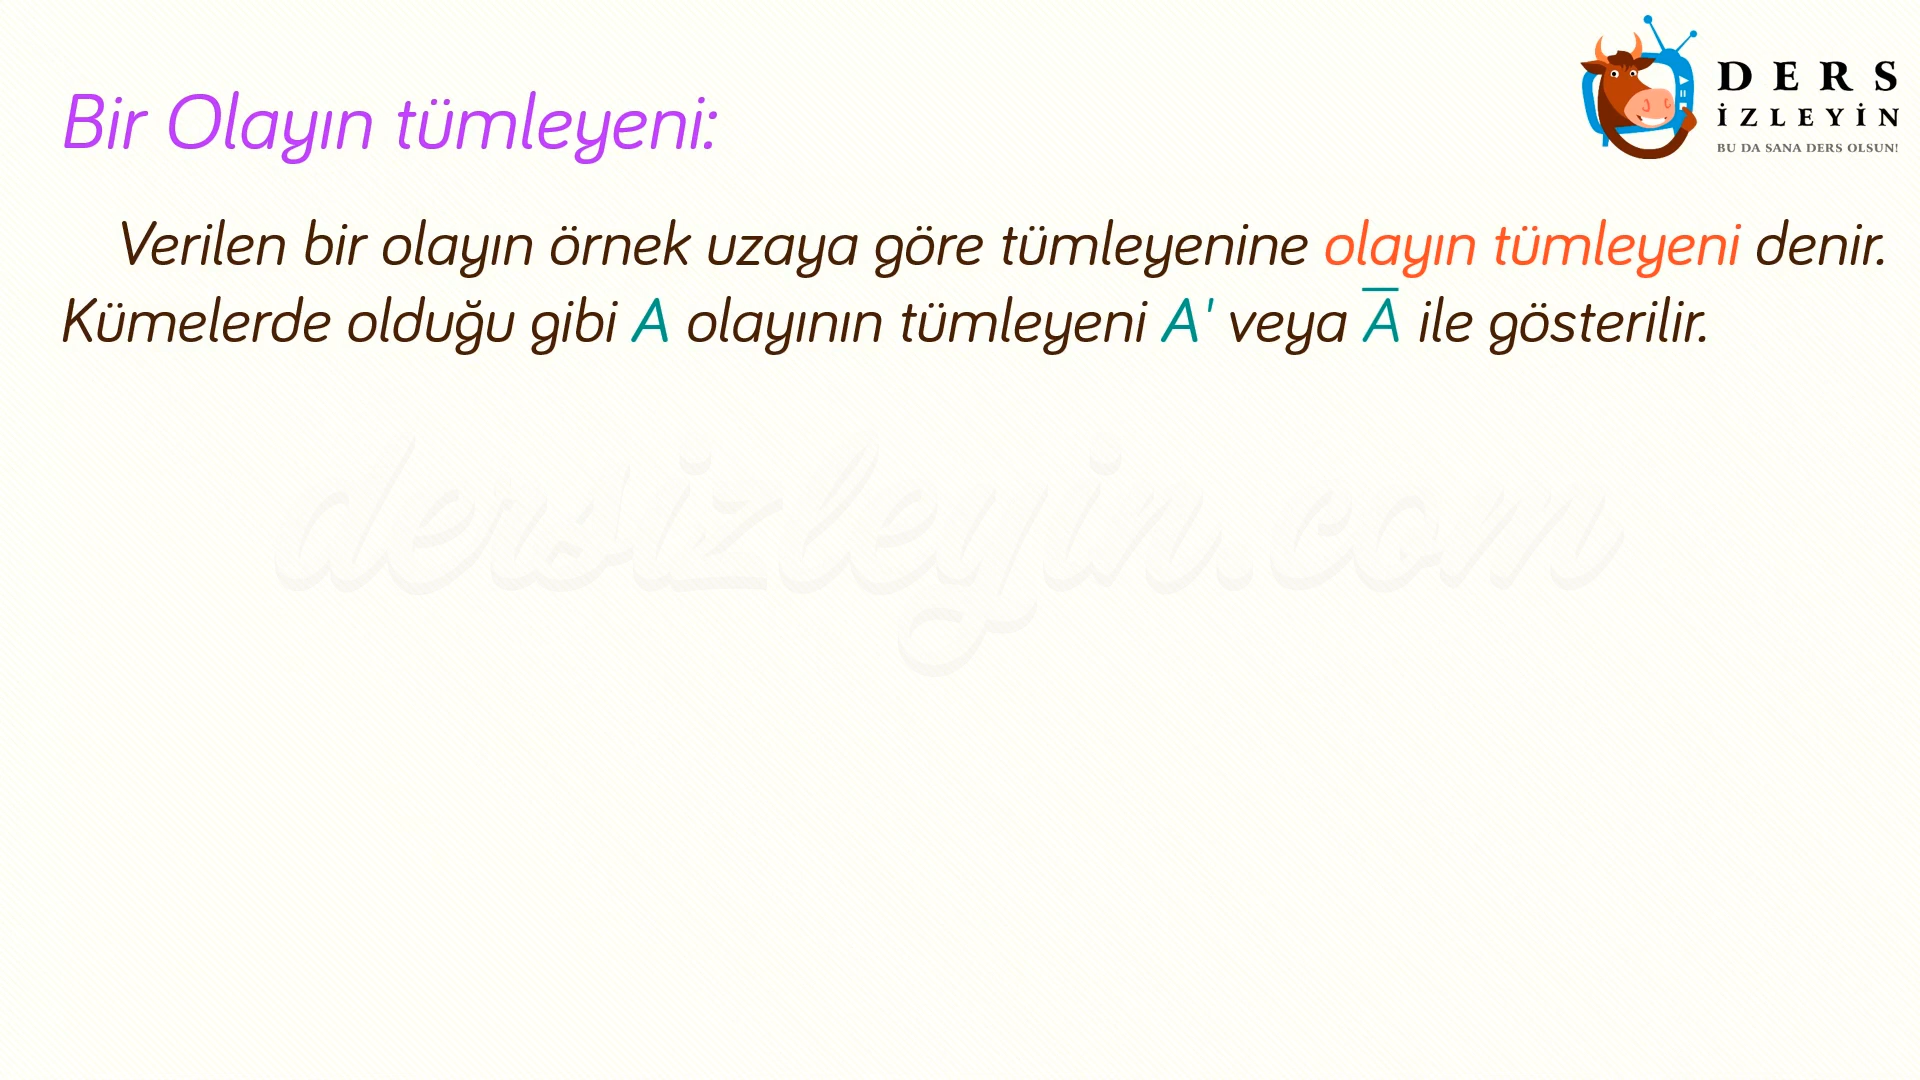 DERS
İZLEYİN
BU DA SANA DERS OLSUN!
Bir Olayın tümleyeni:
Verilen bir olayın örnek uzaya göre tümleyenine olayın tümleyeni denir.
Kümelerde olduğu gibi A olayının tümleyeni A' veya A̅ ile gösterilir.
dersizleyin.com